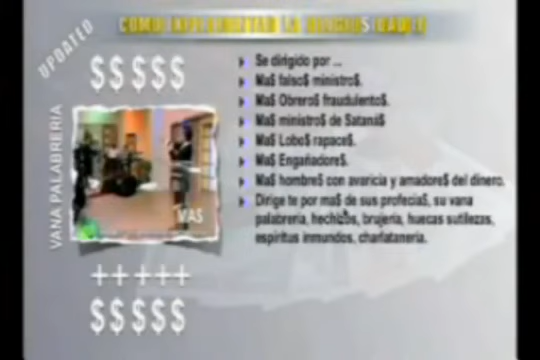 UPDATED
$$$$$
VANA PALABRERIA
MAS
+++++
$$$$$
Se dirigido por ...
Ma$ falso$ ministro$.
Ma$ Obrero$ fraudulento$.
Ma$ ministro$ de Sataná$
Ma$ Lobo$ rapace$.
Ma$ Engañadore$.
Ma$ hombre$ con avaricia y amadore$ del dinero.
Dirige te por ma$ de sus profecia$, su vana
palabreria, hechizos, brujeria, huecas sutilezas,
espiritus inmundos, charlataneria.